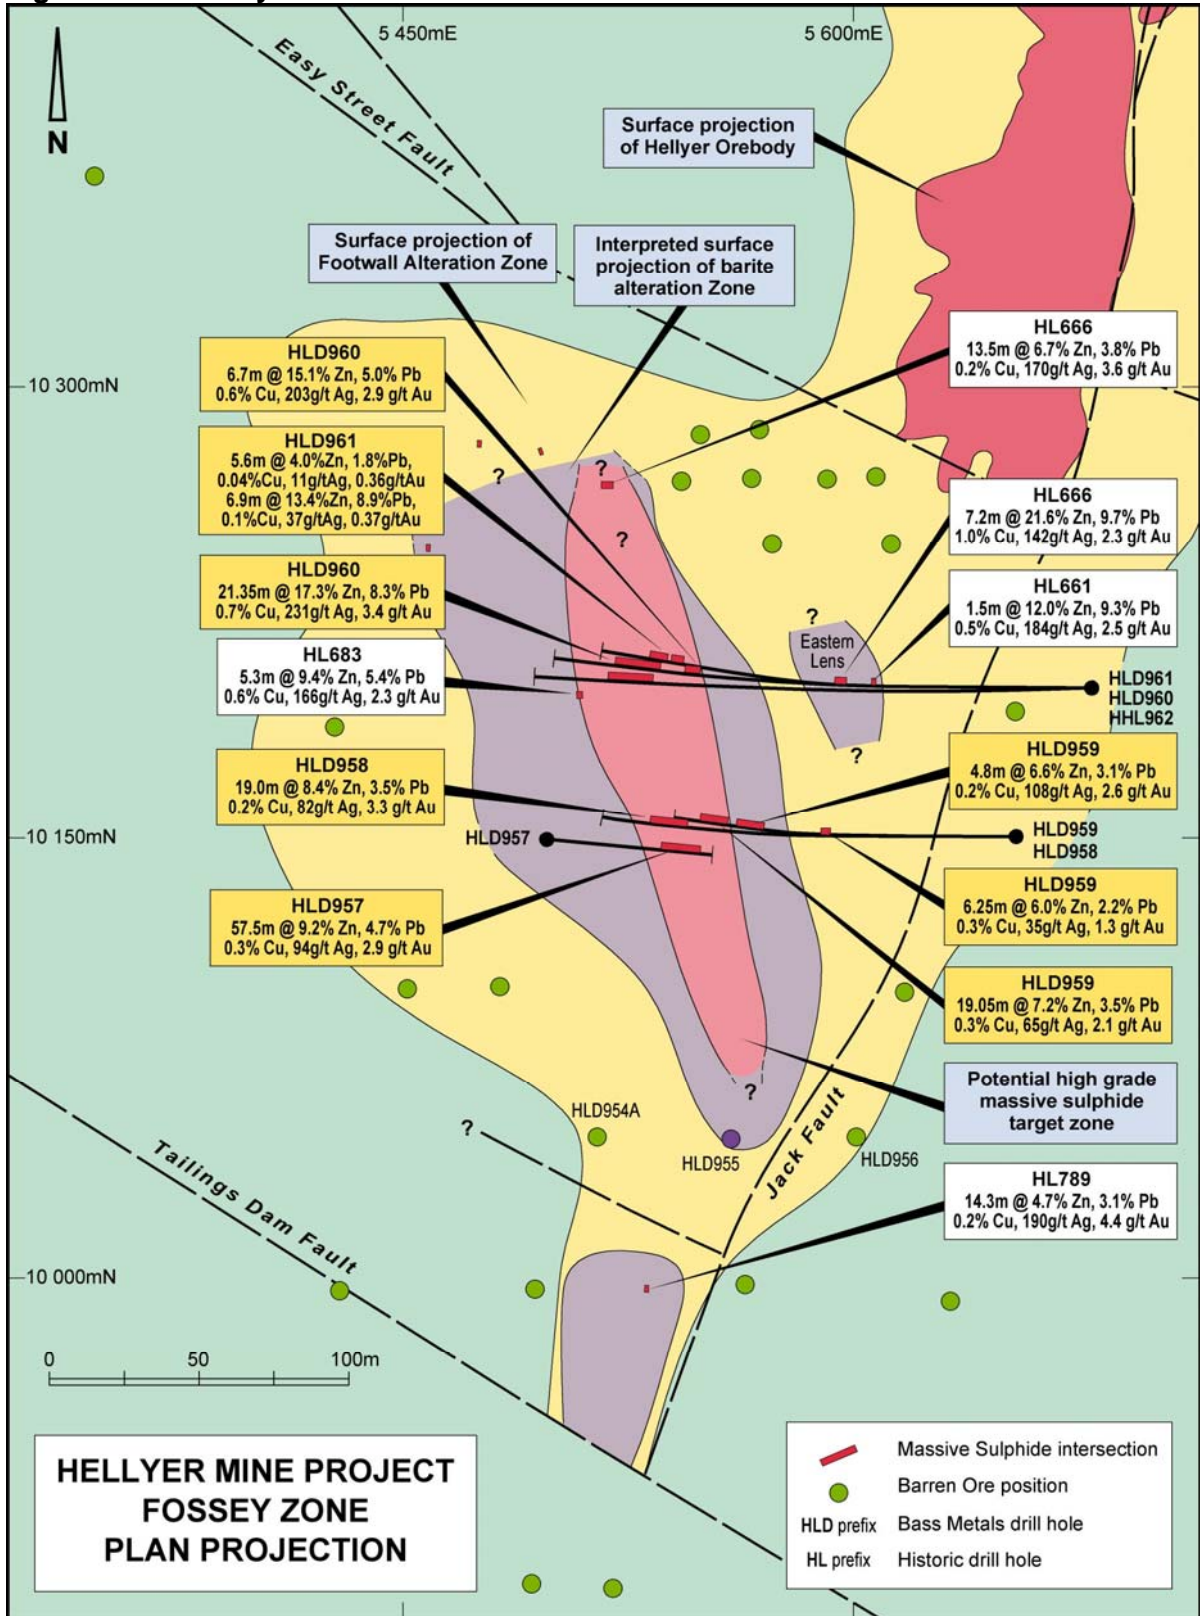 5 450mE
5 600mE
N
Easy Street Fault
Surface projection
of Hellyer Orebody
Surface projection of
Footwall Alteration Zone
Interpreted surface
projection of barite
alteration Zone
HL666
13.5m @ 6.7% Zn, 3.8% Pb
0.2% Cu, 170g/t Ag, 3.6 g/t Au
HLD960
6.7m @ 15.1% Zn, 5.0% Pb
0.6% Cu, 203g/t Ag, 2.9 g/t Au
10 300mN
HLD961
5.6m @ 4.0%Zn, 1.8%Pb,
0.04%Cu, 11g/tAg, 0.36g/tAu
6.9m @ 13.4%Zn, 8.9%Pb,
0.1%Cu, 37g/tAg, 0.37g/tAu
?
?
?
HL666
7.2m @ 21.6% Zn, 9.7% Pb
1.0% Cu, 142g/t Ag, 2.3 g/t Au
HLD960
21.35m @ 17.3% Zn, 8.3% Pb
0.7% Cu, 231g/t Ag, 3.4 g/t Au
HL661
1.5m @ 12.0% Zn, 9.3% Pb
0.5% Cu, 184g/t Ag, 2.5 g/t Au
?
Eastern
Lens
?
HL683
5.3m @ 9.4% Zn, 5.4% Pb
0.6% Cu, 166g/t Ag, 2.3 g/t Au
HLD961
HLD960
HHL962
HLD958
19.0m @ 8.4% Zn, 3.5% Pb
0.2% Cu, 82g/t Ag, 3.3 g/t Au
HLD959
4.8m @ 6.6% Zn, 3.1% Pb
0.2% Cu, 108g/t Ag, 2.6 g/t Au
10 150mN
HLD957
HLD959
HLD958
HLD957
57.5m @ 9.2% Zn, 4.7% Pb
0.3% Cu, 94g/t Ag, 2.9 g/t Au
HLD959
6.25m @ 6.0% Zn, 2.2% Pb
0.3% Cu, 35g/t Ag, 1.3 g/t Au
HLD959
19.05m @ 7.2% Zn, 3.5% Pb
0.3% Cu, 65g/t Ag, 2.1 g/t Au
Potential high grade
massive sulphide
target zone
?
?
HLD954A
HLD955
HLD956
Jack Fault
Tailings Dam Fault
HL789
14.3m @ 4.7% Zn, 3.1% Pb
0.2% Cu, 190g/t Ag, 4.4 g/t Au
10 000mN
0 50 100m
HELLYER MINE PROJECT
FOSSEY ZONE
PLAN PROJECTION
Massive Sulphide intersection
Barren Ore position
HLD prefix Bass Metals drill hole
HL prefix Historic drill hole